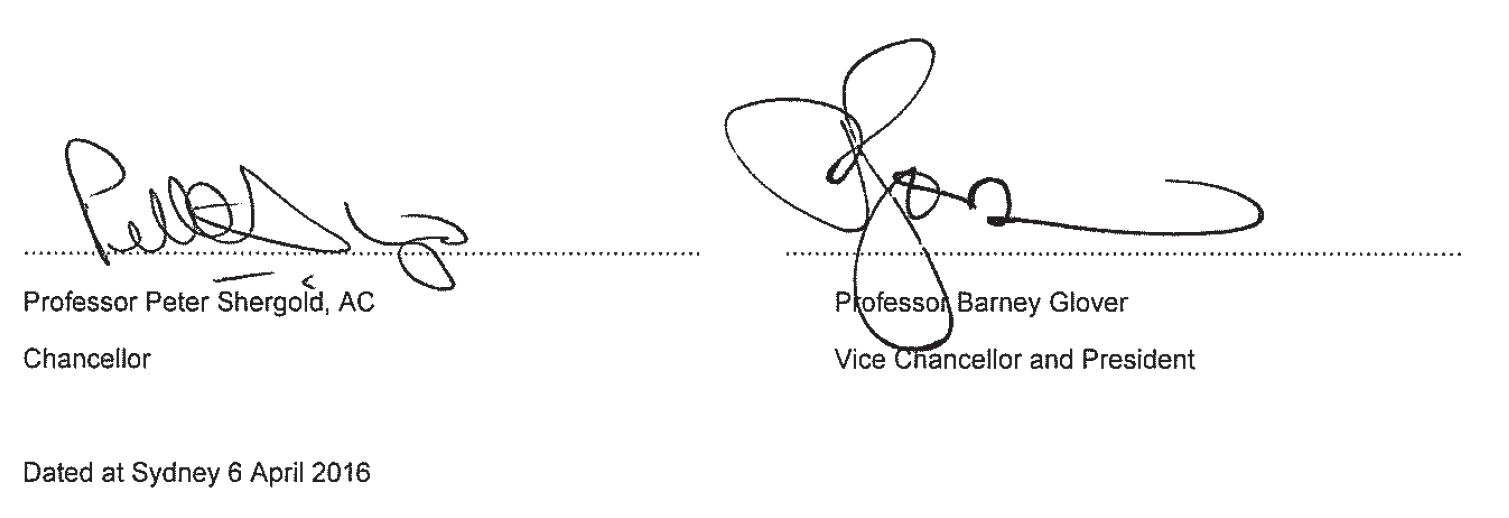 Professor Peter Shergold, AC
Chancellor
Professor Barney Glover
Vice Chancellor and President
Dated at Sydney 6 April 2016